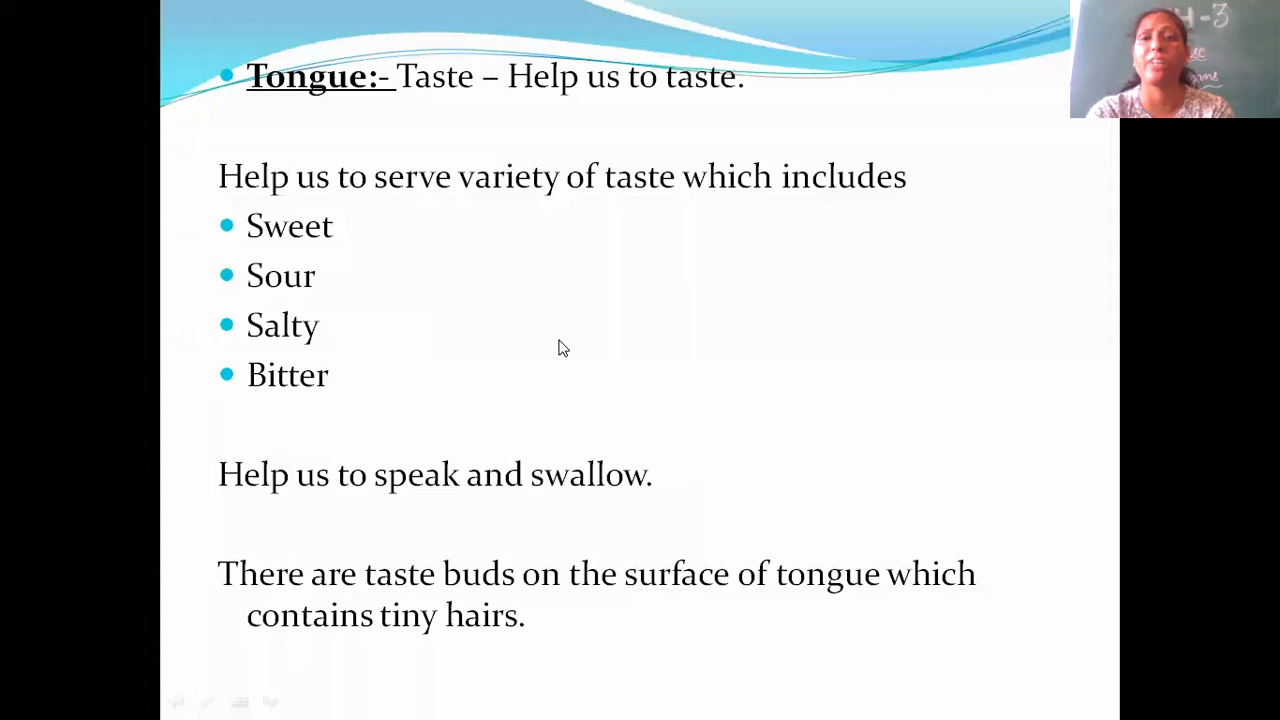 Tongue:- Taste – Help us to taste.
Help us to serve variety of taste which includes
Sweet
Sour
Salty
Bitter
Help us to speak and swallow.
There are taste buds on the surface of tongue which
contains tiny hairs.